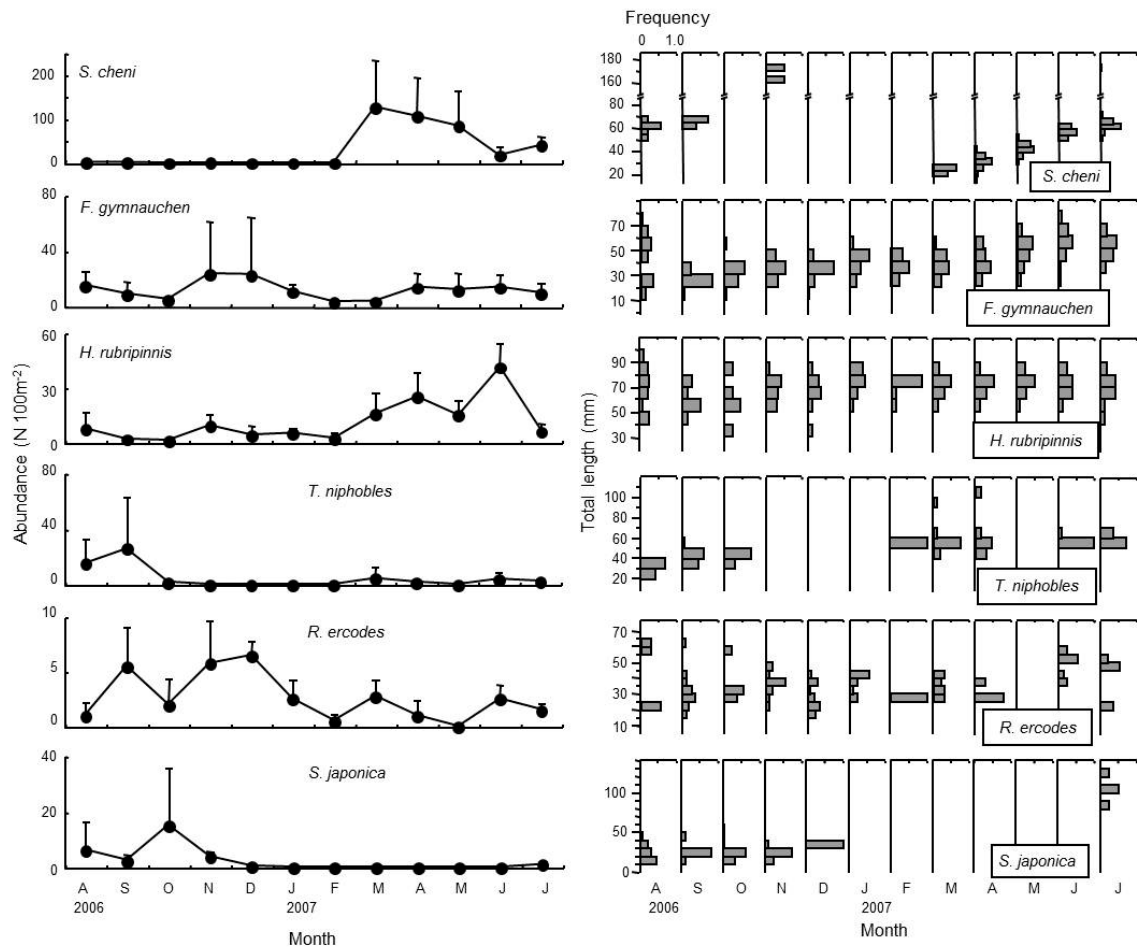 Frequency
0 1.0
S. cheni
200
100
0
180
160
80
60
40
20
S. cheni
F. gymnauchen
80
40
0
70
50
30
10
F. gymnauchen
H. rubripinnis
60
30
0
90
70
50
30
H. rubripinnis
T. niphobles
80
40
0
100
80
60
40
20
T. niphobles
R. ercodes
10
5
0
70
50
30
10
R. ercodes
S. japonica
40
20
0
100
50
0
S. japonica
Abundance (N 100m-2)
Total length (mm)
A S O N D J F M A M J J
2006 2007
Month
A S O N D J F M A M J J
2006 2007
Month